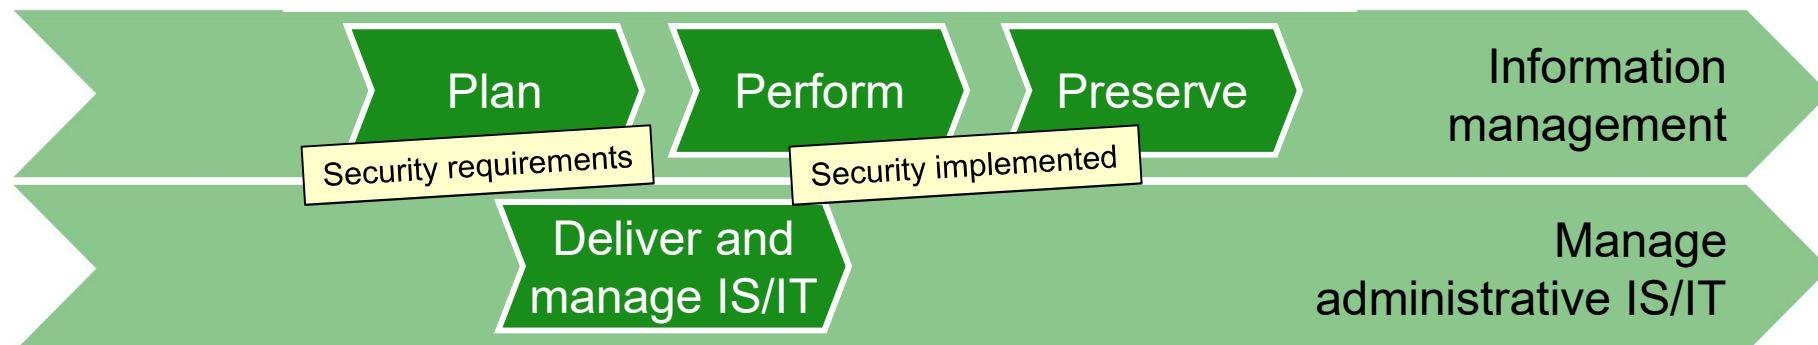 Plan
Perform
Preserve
Information
management
Security requirements
Security implemented
Deliver and
manage IS/IT
Manage
administrative IS/IT